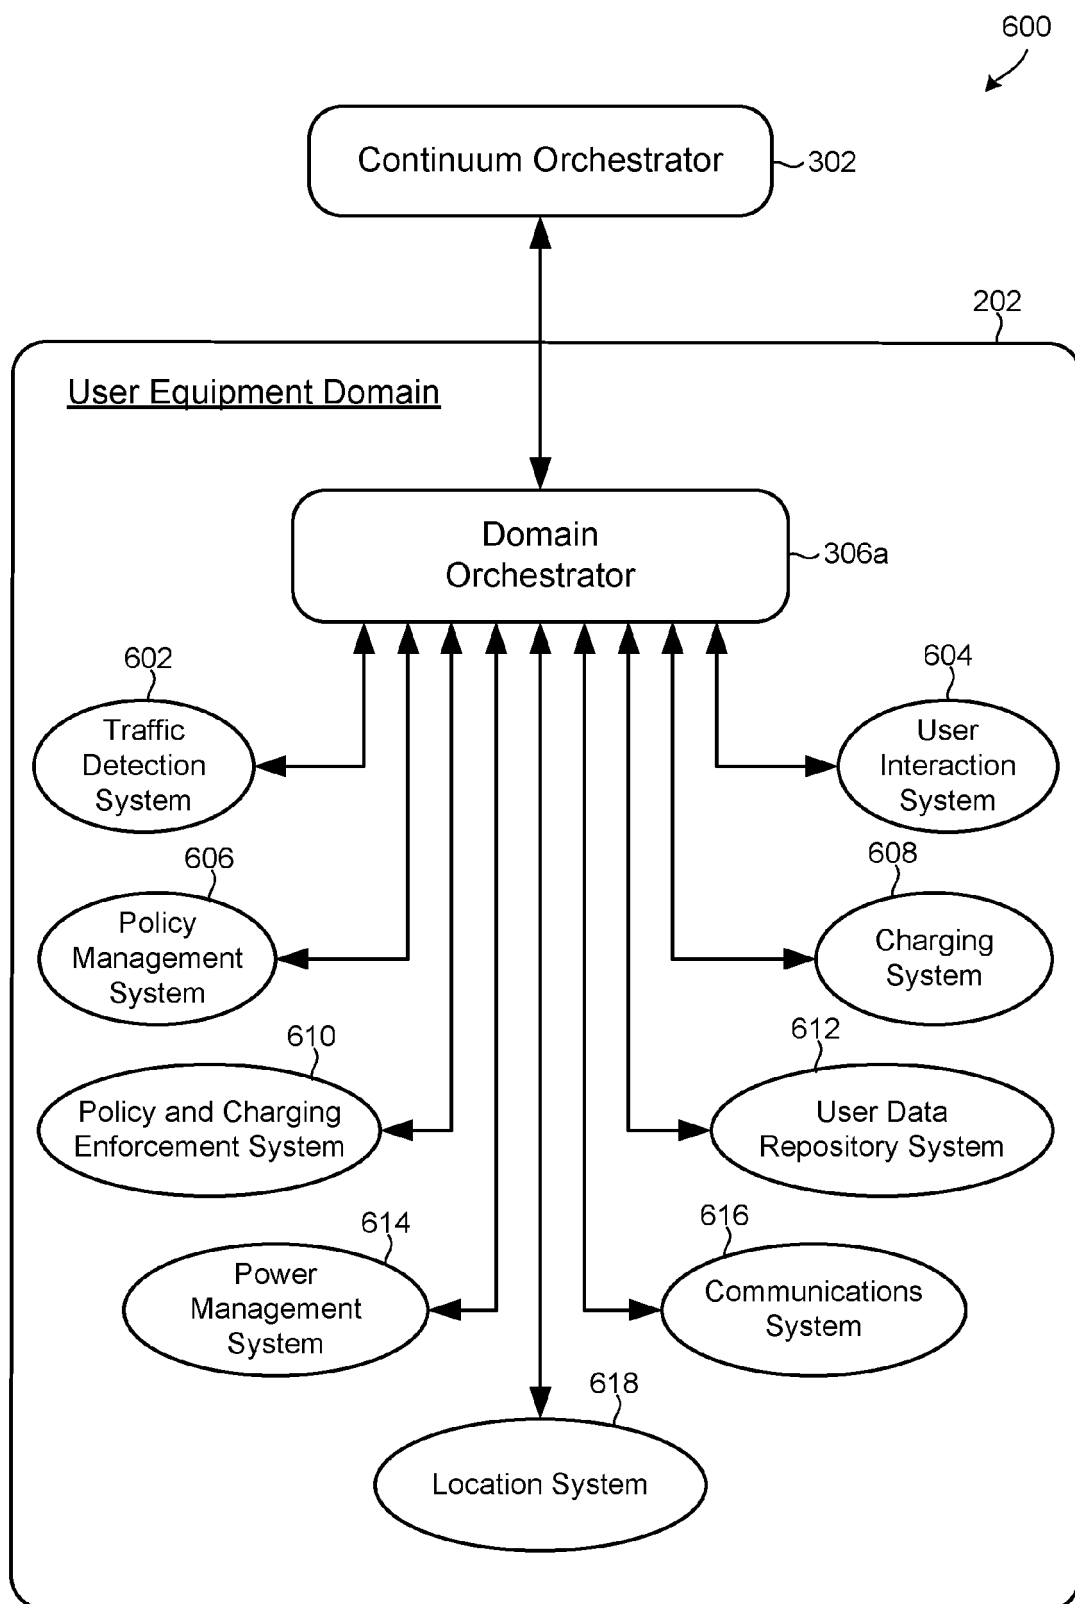 600
Continuum Orchestrator
302
202
User Equipment Domain
Domain
Orchestrator
306a
602
Traffic
Detection
System
604
User
Interaction
System
606
Policy
Management
System
608
Charging
System
610
Policy and Charging
Enforcement System
612
User Data
Repository System
614
Power
Management
System
616
Communications
System
618
Location System